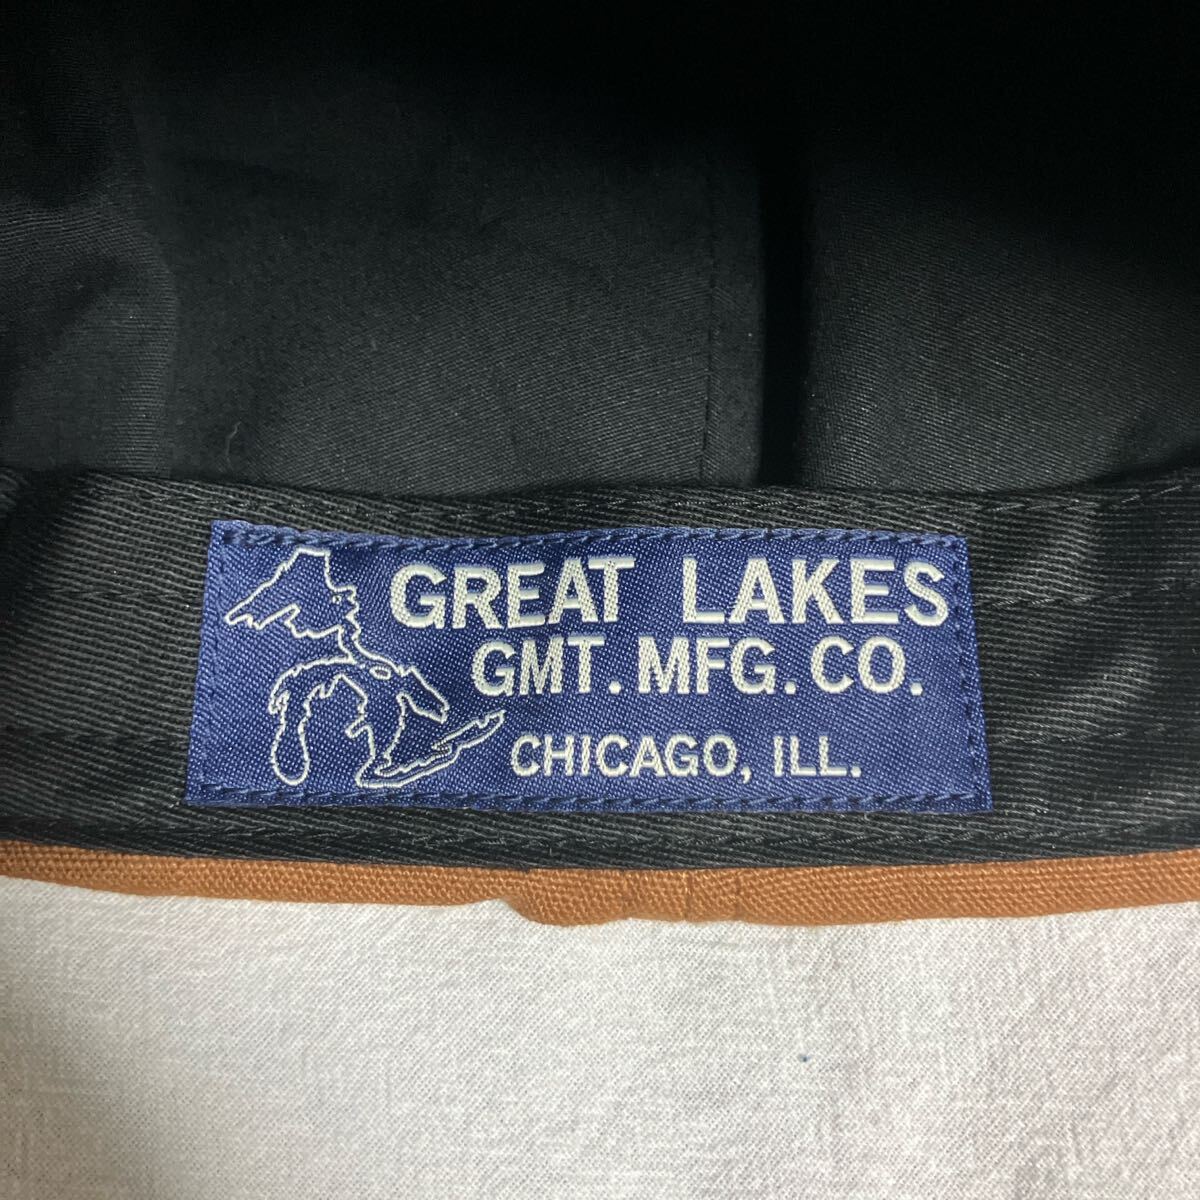 GREAT LAKES
GMT. MFG. CO.
CHICAGO, ILL.